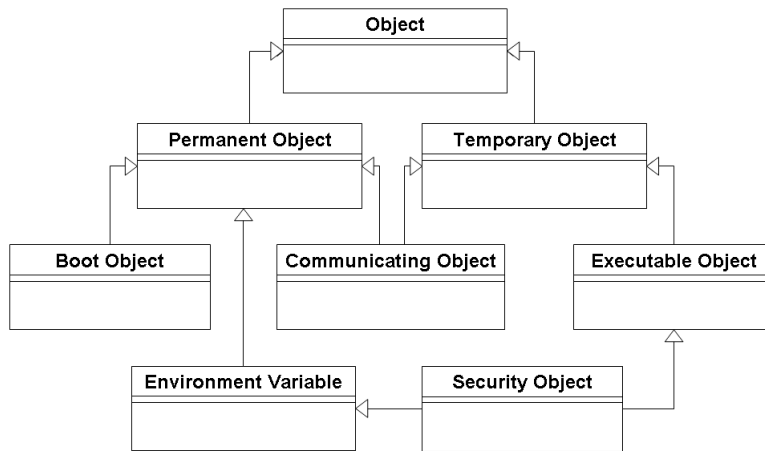 Object
Permanent Object
Temporary Object
Boot Object
Communicating Object
Executable Object
Environment Variable
Security Object